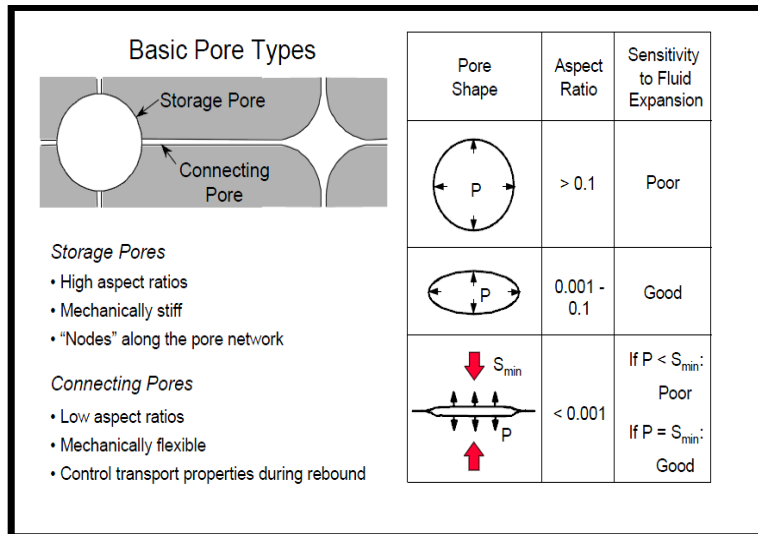 Basic Pore Types
Storage Pore
Connecting
Pore
Storage Pores
• High aspect ratios
• Mechanically stiff
• “Nodes” along the pore network
Connecting Pores
• Low aspect ratios
• Mechanically flexible
• Control transport properties during rebound
Pore
Shape
Aspect
Ratio
Sensitivity
to Fluid
Expansion
P
> 0.1
Poor
P
0.001 -
0.1
Good
Smin
P
< 0.001
If P < Smin:
Poor
If P = Smin:
Good